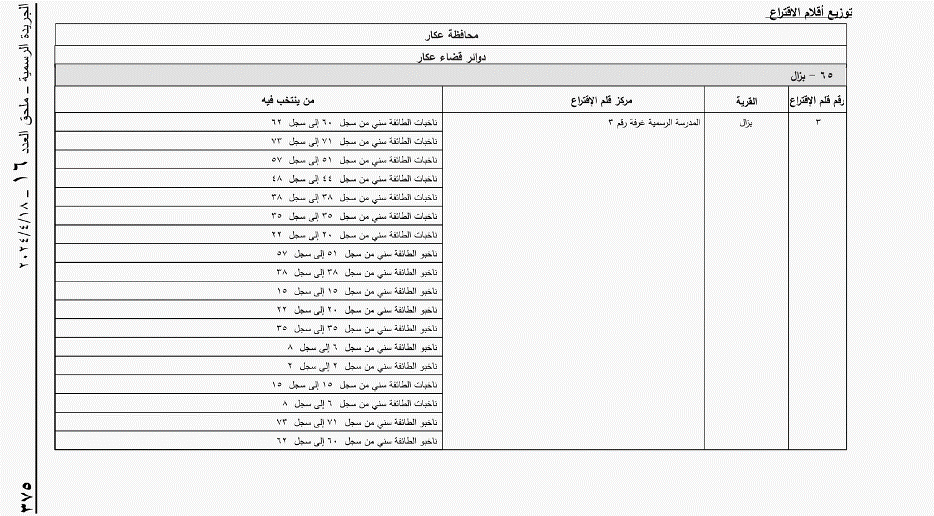 توزيع أقلام الاقتراع
محافظة عكار
دوائر قضاء عكار
٦٥ - بزال
رقم قلم الإقتراع القرية مركز قلم الإقتراع من ينتخب فيه
٣ بزال المدرسة الرسمية غرفة رقم ٣ ناخبات الطائفة سني من سجل ٦٠ إلى سجل ٦٢
ناخبات الطائفة سني من سجل ٧١ إلى سجل ٧٣
ناخبات الطائفة سني من سجل ٥١ إلى سجل ٥٧
ناخبات الطائفة سني من سجل ٤٤ إلى سجل ٤٨
ناخبات الطائفة سني من سجل ٣٨ إلى سجل ٣٨
ناخبات الطائفة سني من سجل ٣٥ إلى سجل ٣٥
ناخبات الطائفة سني من سجل ٢٠ إلى سجل ٢٢
ناخبو الطائفة سني من سجل ٥١ إلى سجل ٥٧
ناخبو الطائفة سني من سجل ٣٨ إلى سجل ٣٨
ناخبو الطائفة سني من سجل ١٥ إلى سجل ١٥
ناخبو الطائفة سني من سجل ٢٠ إلى سجل ٢٢
ناخبو الطائفة سني من سجل ٣٥ إلى سجل ٣٥
ناخبو الطائفة سني من سجل ٦ إلى سجل ٨
ناخبو الطائفة سني من سجل ٢ إلى سجل ٢
ناخبات الطائفة سني من سجل ١٥ إلى سجل ١٥
ناخبات الطائفة سني من سجل ٦ إلى سجل ٨
ناخبو الطائفة سني من سجل ٧١ إلى سجل ٧٣
ناخبو الطائفة سني من سجل ٦٠ إلى سجل ٦٢
الجريدة الرسمية - ملحق العدد ١٦ - ٢٠٢٤/٤/١٨
٣٧٥